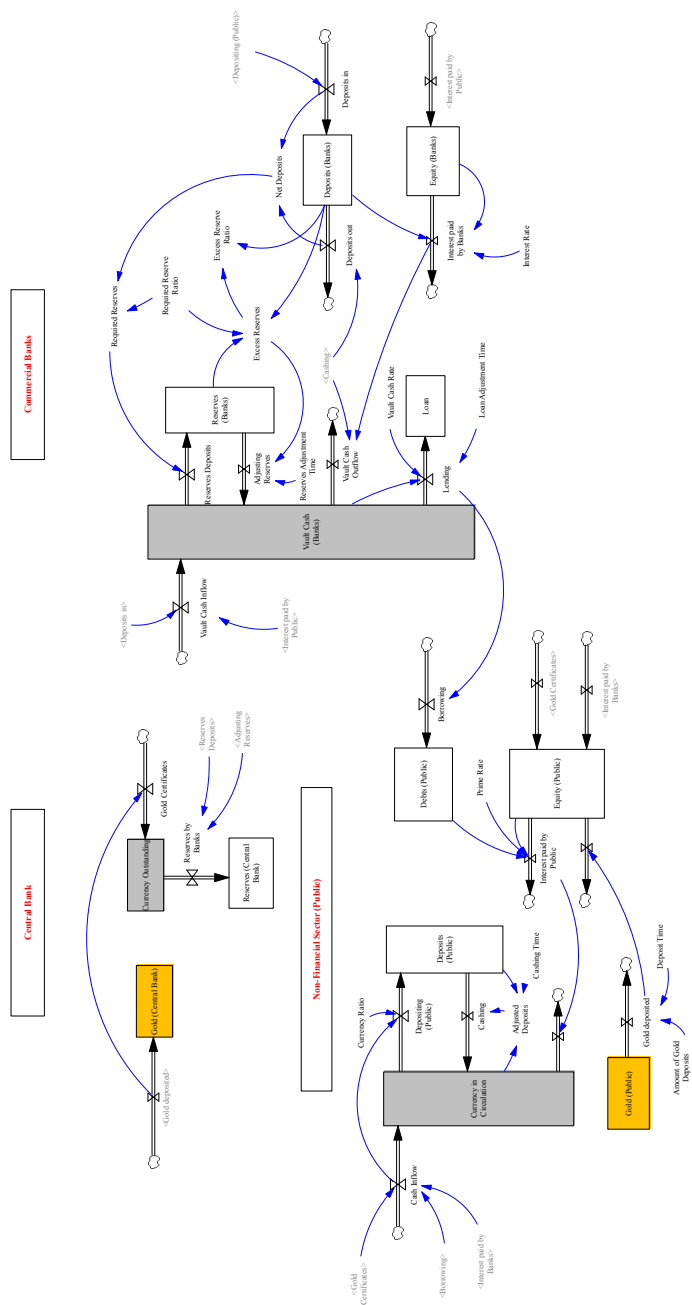 Central Bank
Commercial Banks
Non-Financial Sector (Public)
<Gold deposited>
Gold (Central Bank)
Currency Outstanding
Gold Certificates
Reserves by
Banks
<Reserves
Deposits>
<Adjusting
Reserves>
Reserves (Central
Bank)
<Deposits in>
Vault Cash Inflow
<Interest paid by
Public>
Vault Cash
(Banks)
Reserves Deposits
Adjusting
Reserves
Reserves Adjustment
Time
Reserves
(Banks)
Vault Cash
Outflow
<Cashing>
Vault Cash Rate
Lending
Loan
Loan Adjustment Time
Required Reserves
Required Reserve
Ratio
Excess Reserve
Ratio
Excess Reserves
Net Deposits
<Depositing (Public)>
Deposits in
Deposits (Banks)
Deposits out
<Interest paid by
Public>
Equity (Banks)
Interest paid
by Banks
Interest Rate
<Gold
Certificates>
<Borrowing>
<Interest paid by
Banks>
Cash Inflow
Currency in
Circulation
Currency Ratio
Depositing
(Public)
Cashing
Adjusted
Deposits
Cashing Time
Deposits
(Public)
Debts (Public)
Borrowing
Prime Rate
Interest paid by
Public
Equity (Public)
<Gold Certificates>
<Interest paid by
Banks>
Gold (Public)
Gold deposited
Deposit Time
Amount of Gold
Deposits